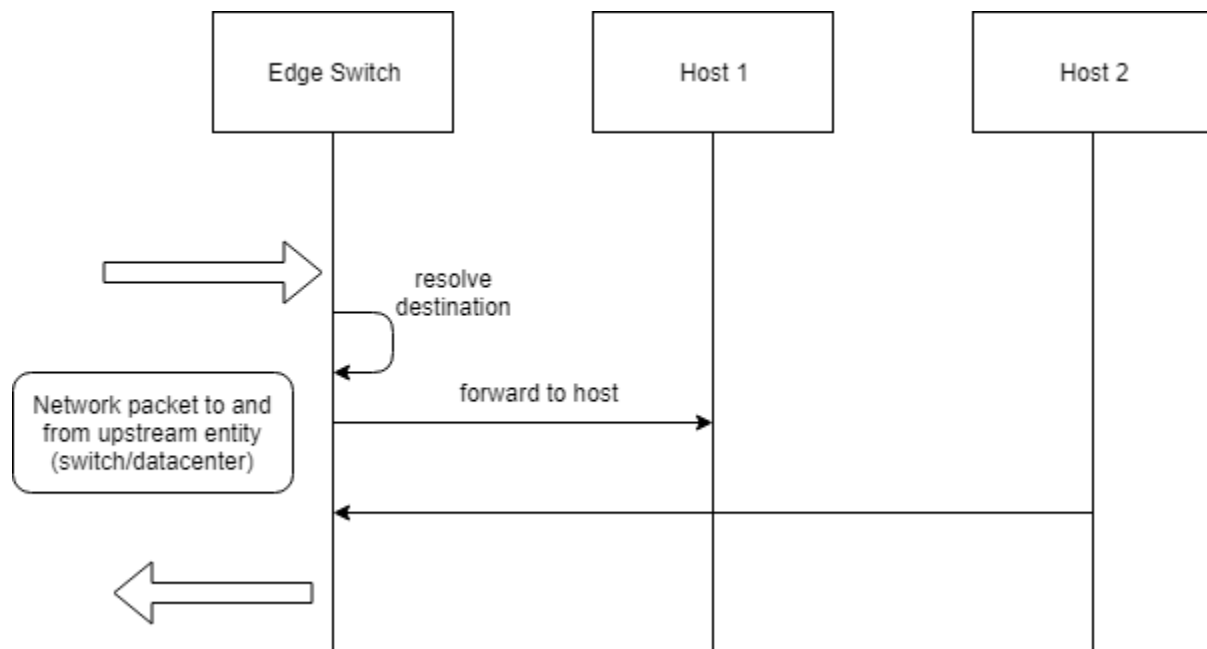 Edge Switch
Host 1
Host 2
resolve
destination
forward to host
Network packet to and
from upstream entity
(switch/datacenter)